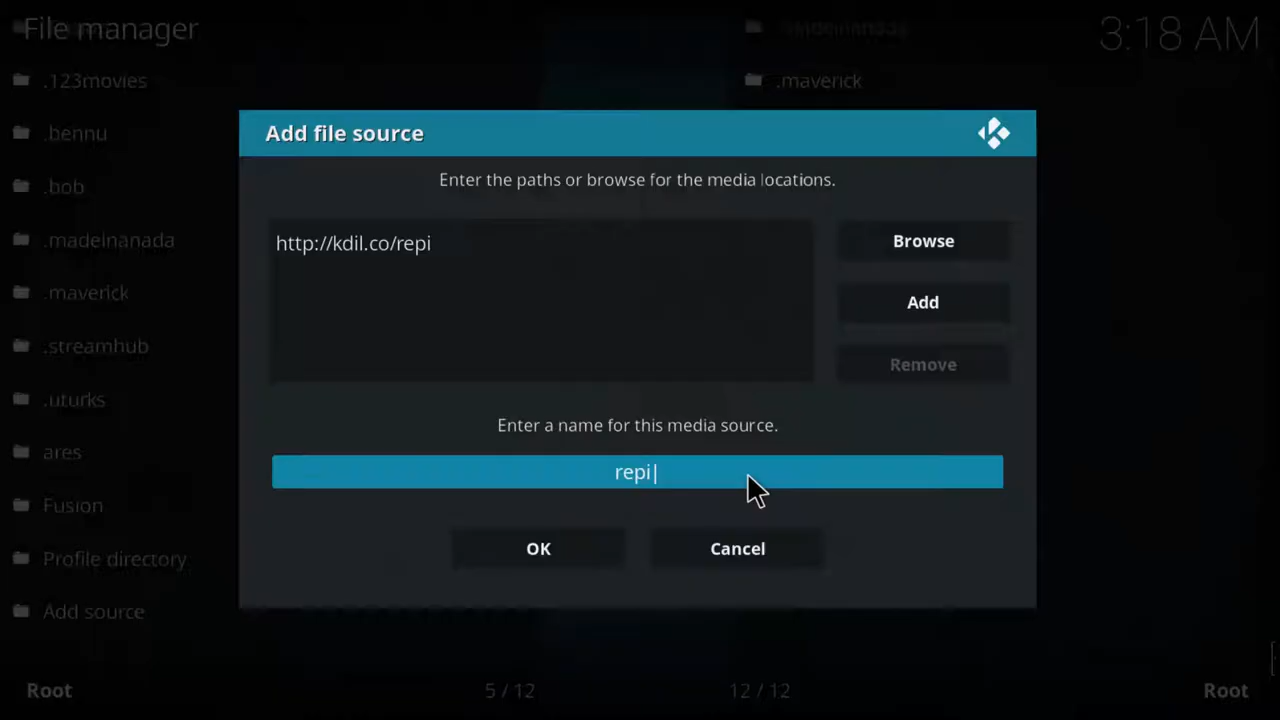 File manager
3:18 AM
.123movies
.maverick
.bennu
.bob
.madeinanada
.maverick
.streamhub
.uturks
ares
Fusion
Profile directory
Add source
Add file source
Enter the paths or browse for the media locations.
http://kdil.co/repi
Browse
Add
Remove
Enter a name for this media source.
repi
OK
Cancel
Root
5 / 12
12 / 12
Root